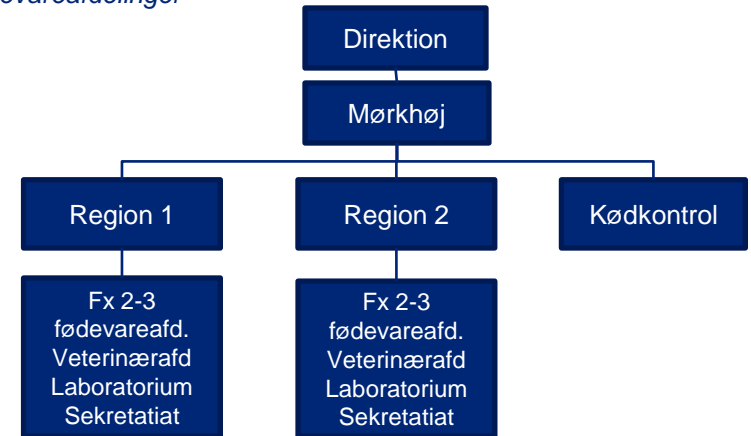 Direktion
Mørkhøj
Region 1
Region 2
Kødkontrol
Fx 2-3
fødevareafd.
Veterinærafd
Laboratorium
Sekretatiat
Fx 2-3
fødevareafd.
Veterinærafd
Laboratorium
Sekretatiat